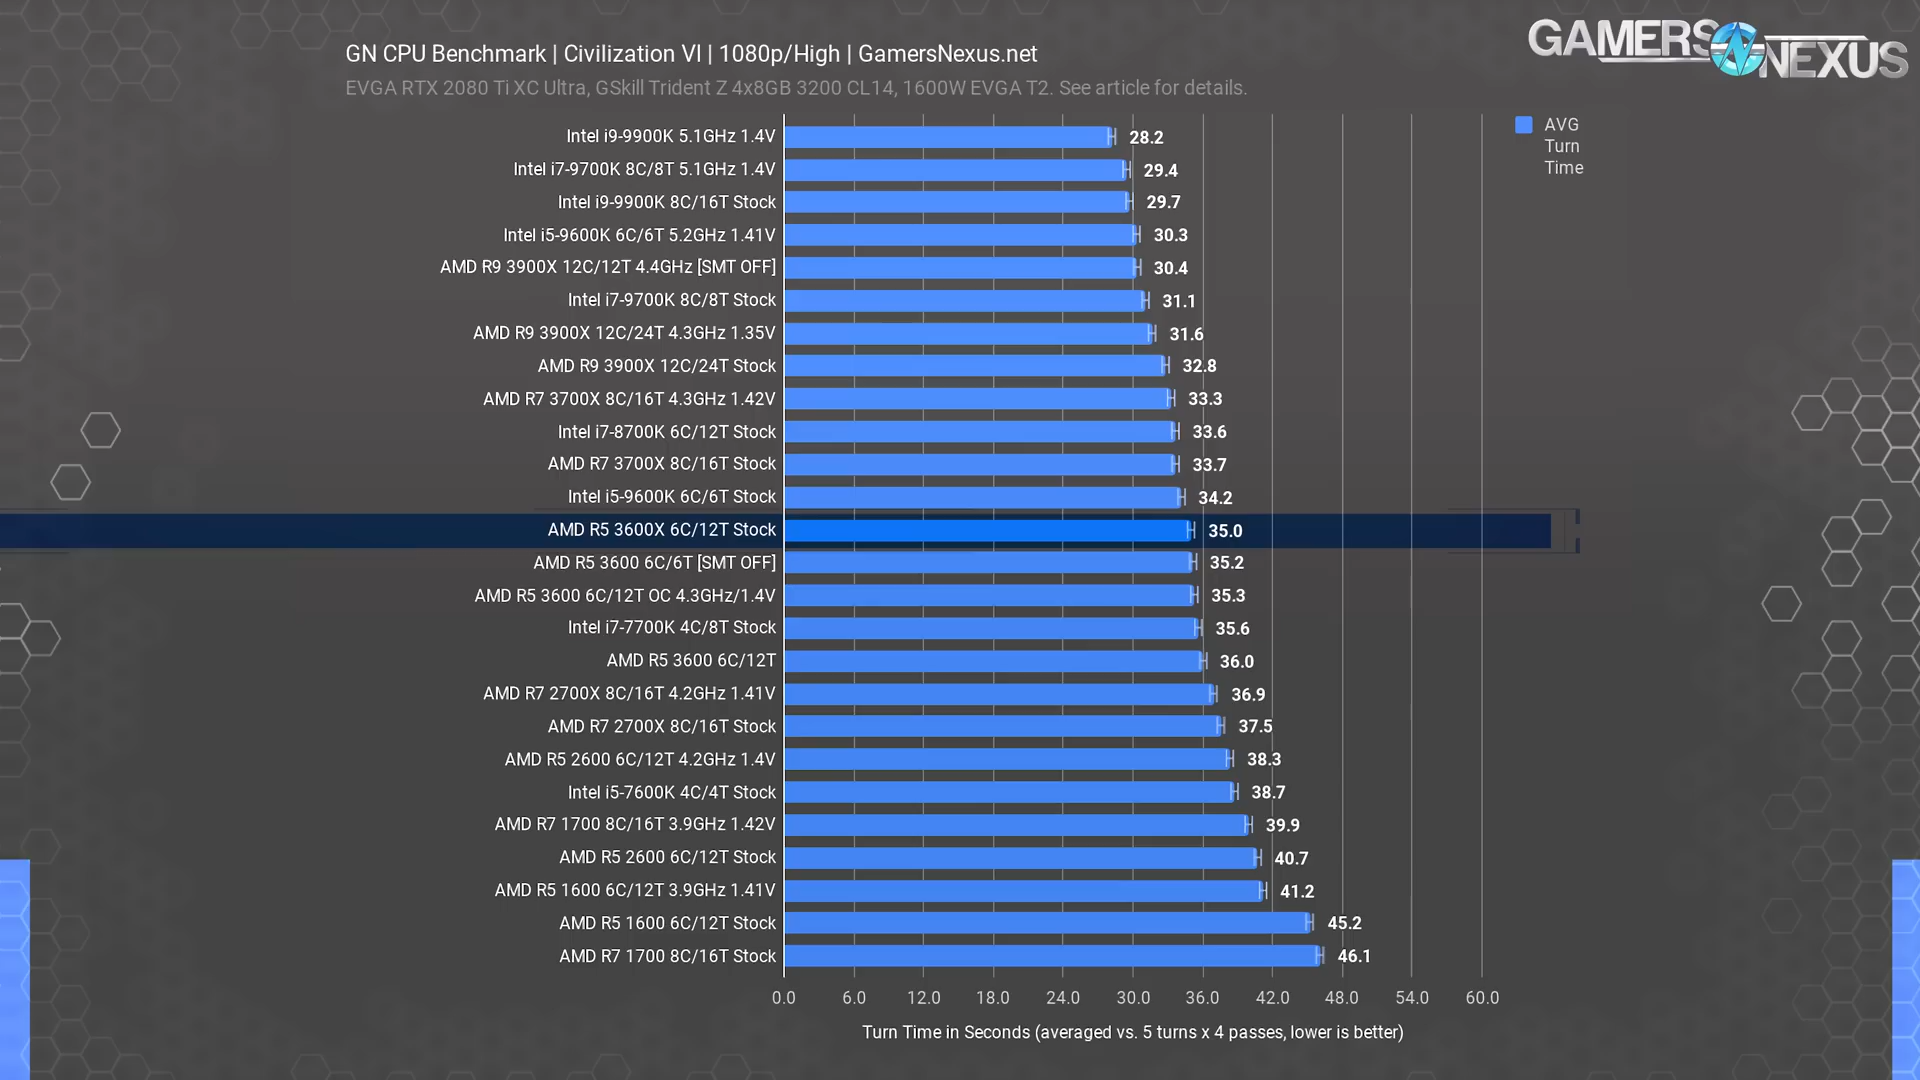 GN CPU Benchmark | Civilization VI | 1080p/High | GamersNexus.net
GAMERS NEXUS
EVGA RTX 2080 Ti XC Ultra, GSkill Trident Z 4x8GB 3200 CL14, 1600W EVGA T2. See article for details.
AVG
Turn
Time
Intel i9-9900K 5.1GHz 1.4V 28.2
Intel i7-9700K 8C/8T 5.1GHz 1.4V 29.4
Intel i9-9900K 8C/16T Stock 29.7
Intel i5-9600K 6C/6T 5.2GHz 1.41V 30.3
AMD R9 3900X 12C/12T 4.4GHz [SMT OFF] 30.4
Intel i7-9700K 8C/8T Stock 31.1
AMD R9 3900X 12C/24T 4.3GHz 1.35V 31.6
AMD R9 3900X 12C/24T Stock 32.8
AMD R7 3700X 8C/16T 4.3GHz 1.42V 33.3
Intel i7-8700K 6C/12T Stock 33.6
AMD R7 3700X 8C/16T Stock 33.7
Intel i5-9600K 6C/6T Stock 34.2
AMD R5 3600X 6C/12T Stock 35.0
AMD R5 3600 6C/6T [SMT OFF] 35.2
AMD R5 3600 6C/12T OC 4.3GHz/1.4V 35.3
Intel i7-7700K 4C/8T Stock 35.6
AMD R5 3600 6C/12T 36.0
AMD R7 2700X 8C/16T 4.2GHz 1.41V 36.9
AMD R7 2700X 8C/16T Stock 37.5
AMD R5 2600 6C/12T 4.2GHz 1.4V 38.3
Intel i5-7600K 4C/4T Stock 38.7
AMD R7 1700 8C/16T 3.9GHz 1.42V 39.9
AMD R5 2600 6C/12T Stock 40.7
AMD R5 1600 6C/12T 3.9GHz 1.41V 41.2
AMD R5 1600 6C/12T Stock 45.2
AMD R7 1700 8C/16T Stock 46.1
0.0 6.0 12.0 18.0 24.0 30.0 36.0 42.0 48.0 54.0 60.0
Turn Time in Seconds (averaged vs. 5 turns x 4 passes, lower is better)